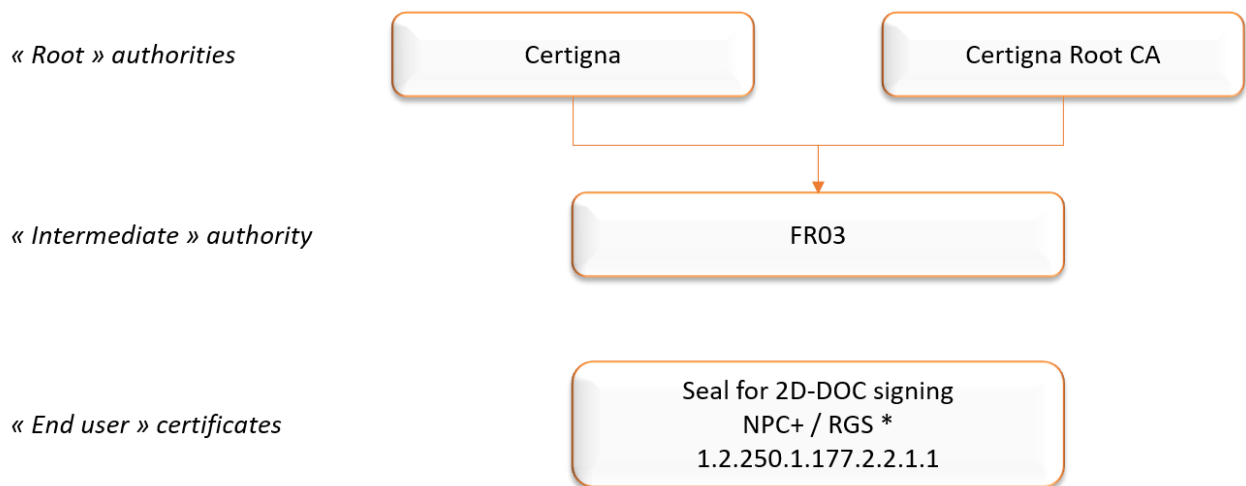 « Root » authorities
Certigna
Certigna Root CA
« Intermediate » authority
FR03
« End user » certificates
Seal for 2D-DOC signing
NPC+ / RGS *
1.2.250.1.177.2.2.1.1